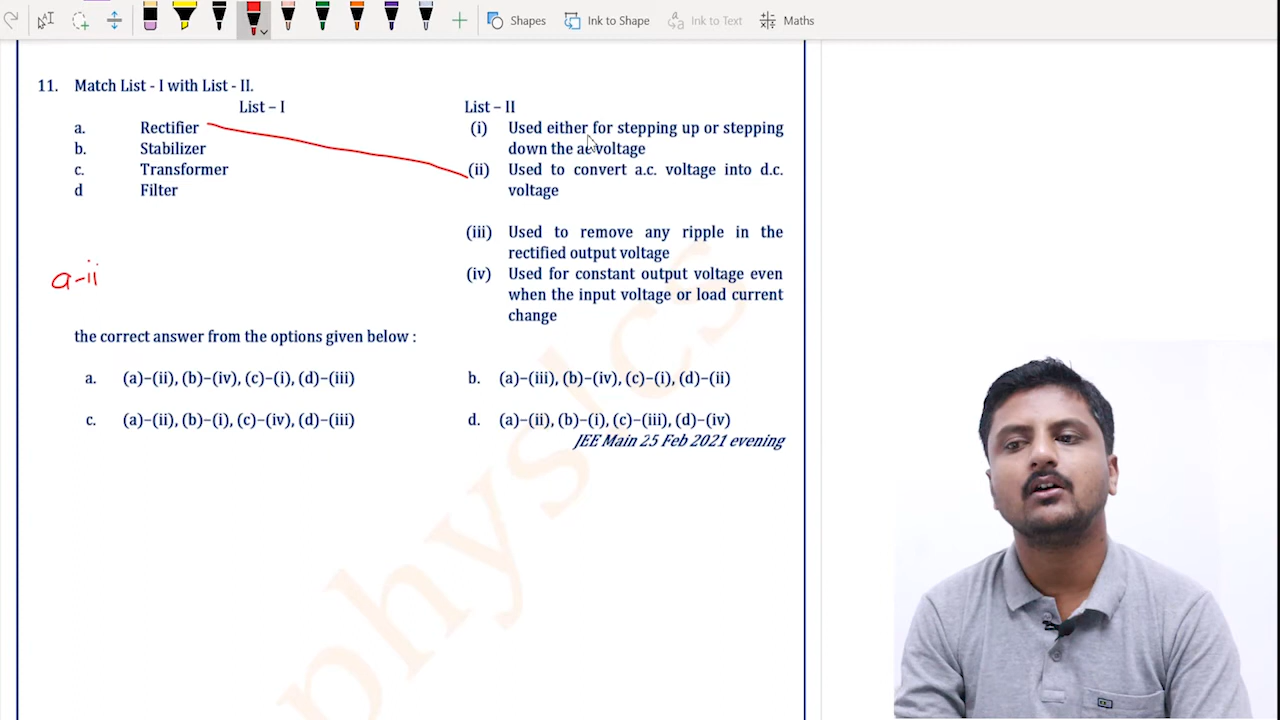 Shapes Ink to Shape Ink to Text Maths
11. Match List - I with List - II.
List – I List – II
a. Rectifier (i) Used either for stepping up or stepping
b. Stabilizer down the ac voltage
c. Transformer (ii) Used to convert a.c. voltage into d.c.
d Filter voltage
(iii) Used to remove any ripple in the
rectified output voltage
a-ii (iv) Used for constant output voltage even
when the input voltage or load current
change
the correct answer from the options given below :
a. (a)–(ii), (b)–(iv), (c)–(i), (d)–(iii) b. (a)–(iii), (b)–(iv), (c)–(i), (d)–(ii)
c. (a)–(ii), (b)–(i), (c)–(iv), (d)–(iii) d. (a)–(ii), (b)–(i), (c)–(iii), (d)–(iv)
JEE Main 25 Feb 2021 evening
physics